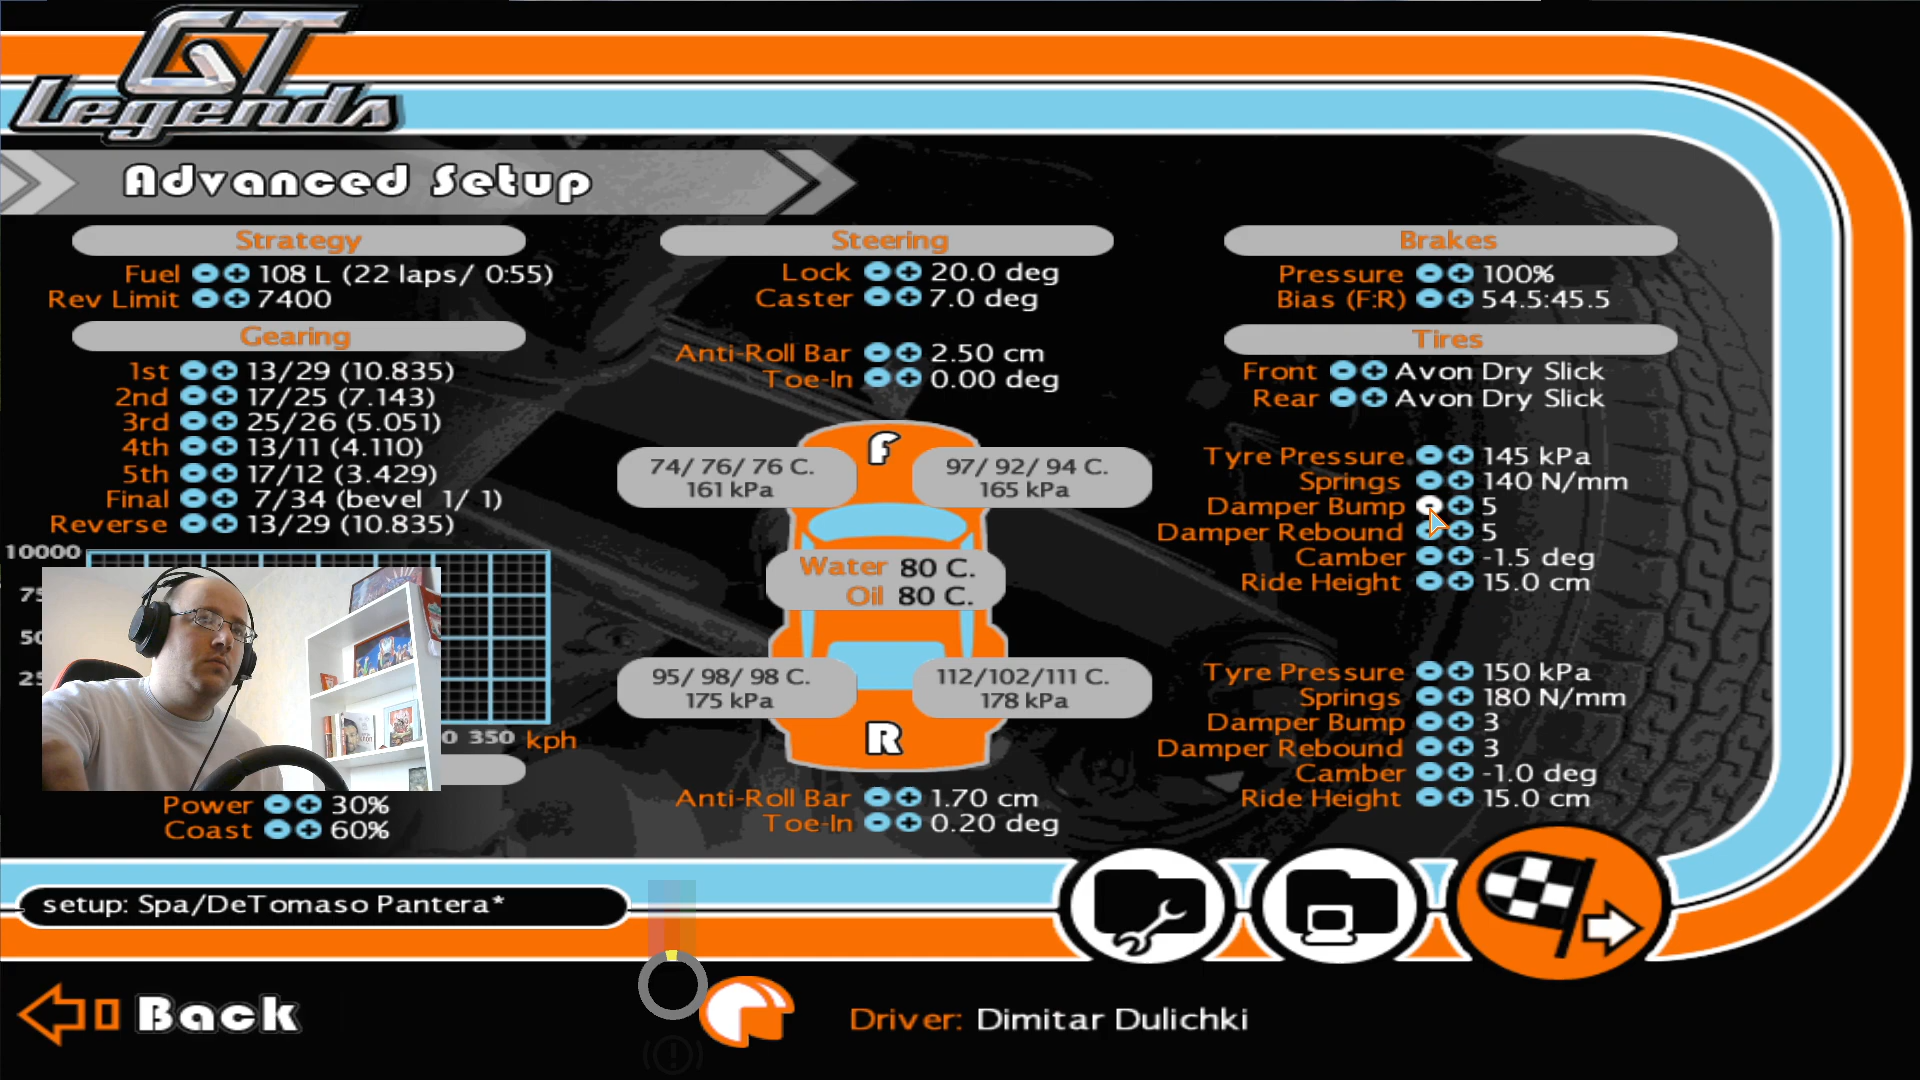 GT
Legends
Advanced Setup
Strategy
Fuel - + 108 L (22 laps/ 0:55)
Rev Limit - + 7400
Gearing
1st - + 13/29 (10.835)
2nd - + 17/25 (7.143)
3rd - + 25/26 (5.051)
4th - + 13/11 (4.110)
5th - + 17/12 (3.429)
Final - + 7/34 (bevel 1/ 1)
Reverse - + 13/29 (10.835)
10000
350 kph
Power - + 30%
Coast - + 60%
Steering
Lock - + 20.0 deg
Caster - + 7.0 deg
Anti-Roll Bar - + 2.50 cm
Toe-In - + 0.00 deg
F
74/ 76/ 76 C.
161 kPa
97/ 92/ 94 C.
165 kPa
Water 80 C.
Oil 80 C.
95/ 98/ 98 C.
175 kPa
112/102/111 C.
178 kPa
R
Anti-Roll Bar - + 1.70 cm
Toe-In - + 0.20 deg
Brakes
Pressure - + 100%
Bias (F:R) - + 54.5:45.5
Tires
Front - + Avon Dry Slick
Rear - + Avon Dry Slick
Tyre Pressure - + 145 kPa
Springs - + 140 N/mm
Damper Bump - + 5
Damper Rebound - + 5
Camber - + -1.5 deg
Ride Height - + 15.0 cm
Tyre Pressure - + 150 kPa
Springs - + 180 N/mm
Damper Bump - + 3
Damper Rebound - + 3
Camber - + -1.0 deg
Ride Height - + 15.0 cm
setup: Spa/DeTomaso Pantera*
Back
Driver: Dimitar Dulichki